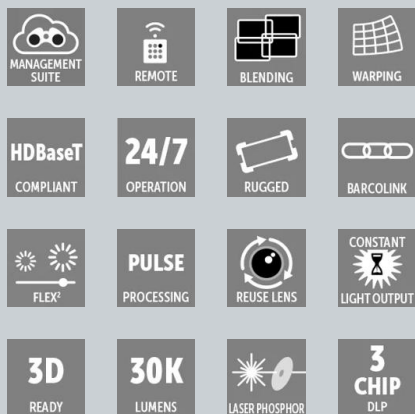 MANAGEMENT
SUITE
REMOTE
BLENDING
WARPING
HDBaseT
COMPLIANT
24/7
OPERATION
RUGGED
BARCOLINK
FLEX²
PULSE
PROCESSING
REUSE LENS
CONSTANT
LIGHT OUTPUT
3D
READY
30K
LUMENS
LASER PHOSPHOR
3
CHIP
DLP